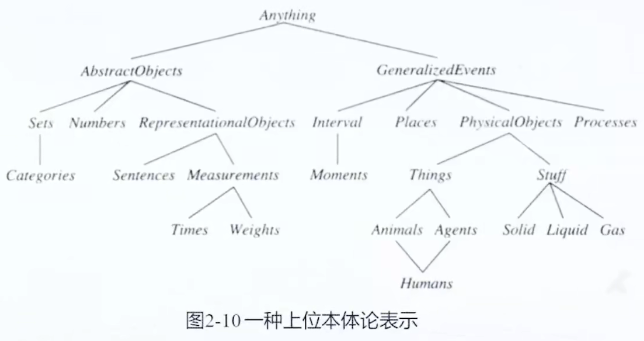 Anything
AbstractObjects GeneralizedEvents
Sets Numbers RepresentationalObjects Interval Places PhysicalObjects Processes
Categories Sentences Measurements Moments Things Stuff
Times Weights Animals Agents Solid Liquid Gas
Humans
图2-10一种上位本体论表示